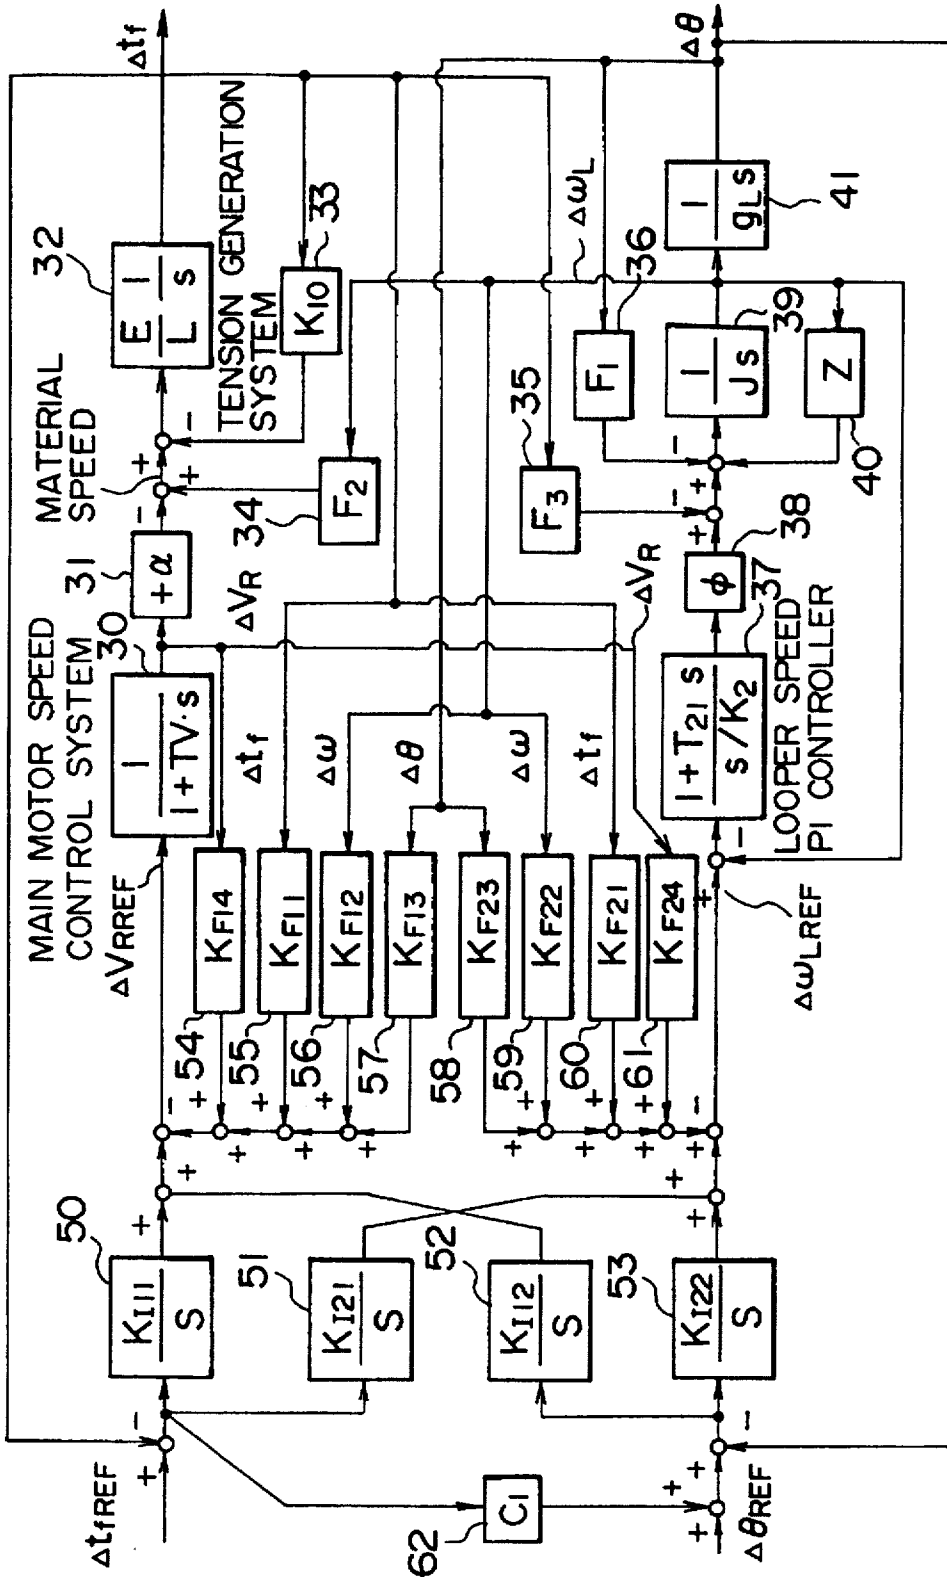 Δtf
Δθ
32
E 1
L s
TENSION GENERATION
SYSTEM
33
K10
ΔωL
36
F1
41
1
gLs
MATERIAL
SPEED
31
+α
34
F2
35
F3
39
1
Js
Z
40
38
φ
37
ΔVR
ΔVR
MAIN MOTOR SPEED
CONTROL SYSTEM
30
1
1+TV·s
1+T21 s
s/K2
LOOPER SPEED
PI CONTROLLER
ΔVRREF
ΔωLREF
Δtf
Δω
Δθ
Δω
Δtf
KF14
KF11
KF12
KF13
KF23
KF22
KF21
KF24
54
55
56
57
58
59
60
61
50
KI11
S
51
KI21
S
52
KI12
S
53
KI22
S
ΔtfREF
62
C1
ΔθREF